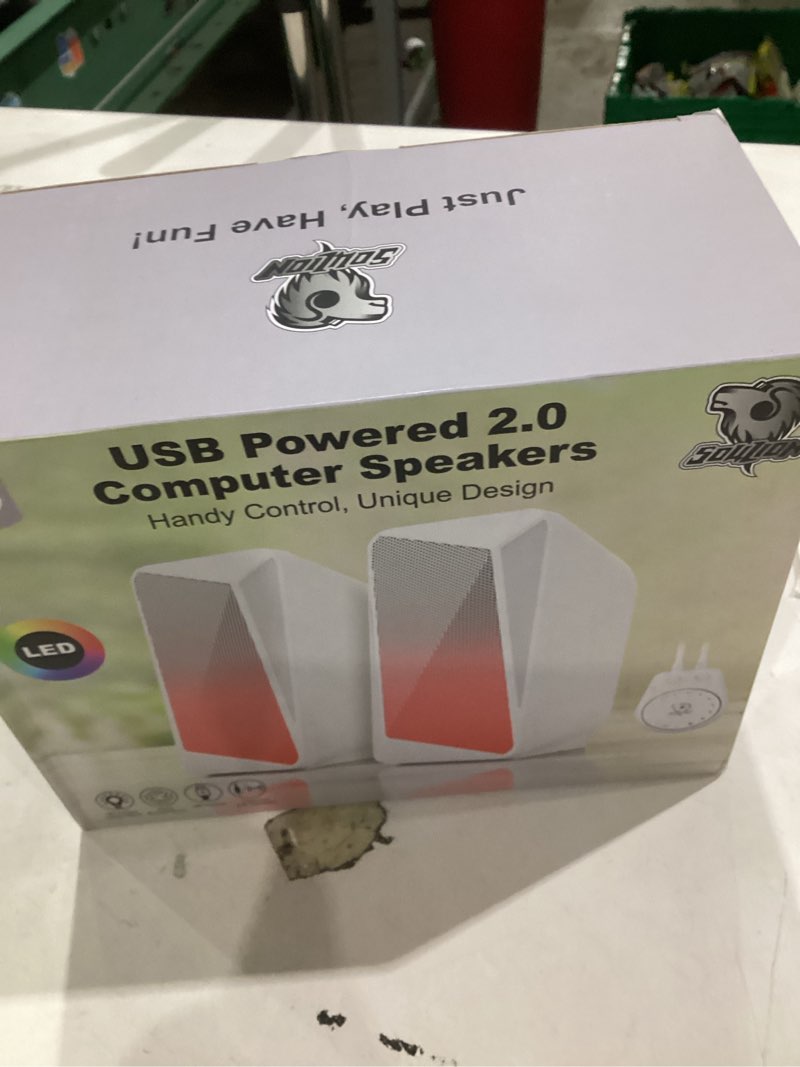 Just Play, Have Fun!
SOULION
USB Powered 2.0
Computer Speakers
Handy Control, Unique Design
SOULION
LED